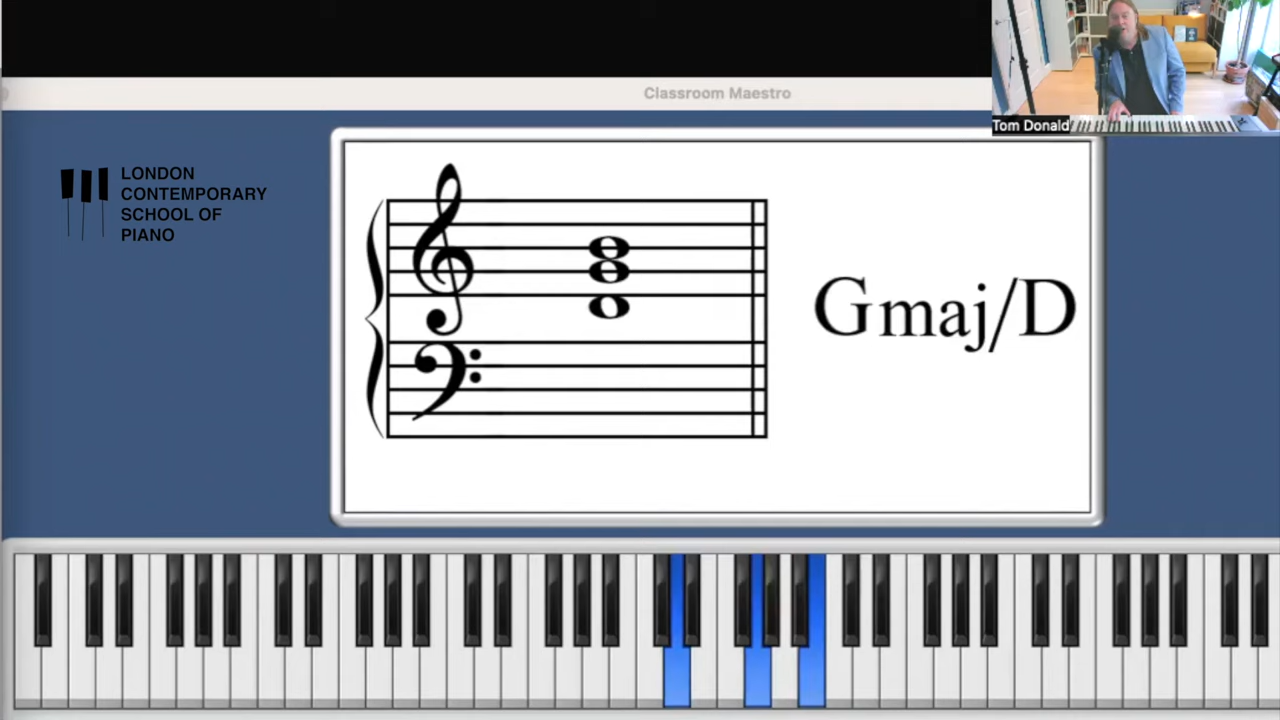 Classroom Maestro
Tom Donald
LONDON
CONTEMPORARY
SCHOOL OF
PIANO
Gmaj/D